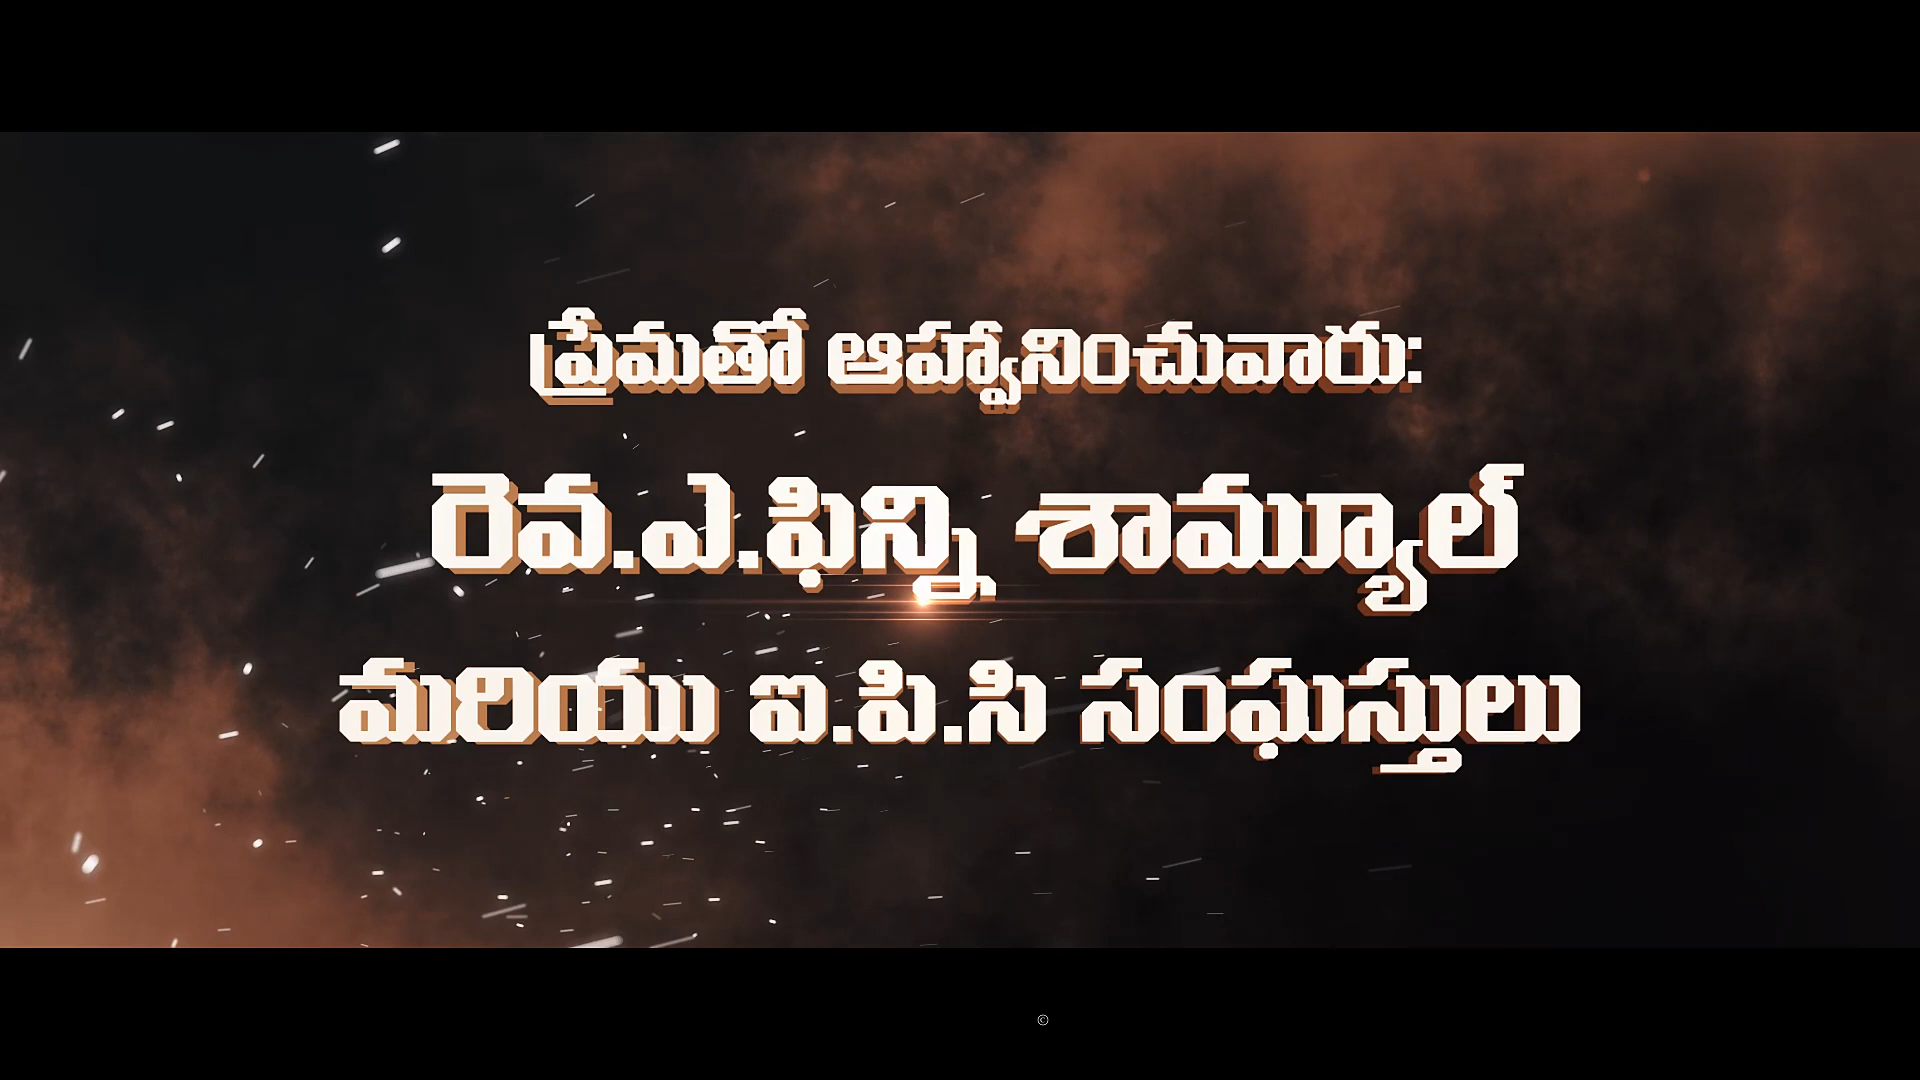 ప్రేమతో ఆహ్వానించువారు:
రెవ.ఎ.ఫిన్ని శామ్యూల్
మరియు ఐ.పి.సి సంఘస్తులు
©